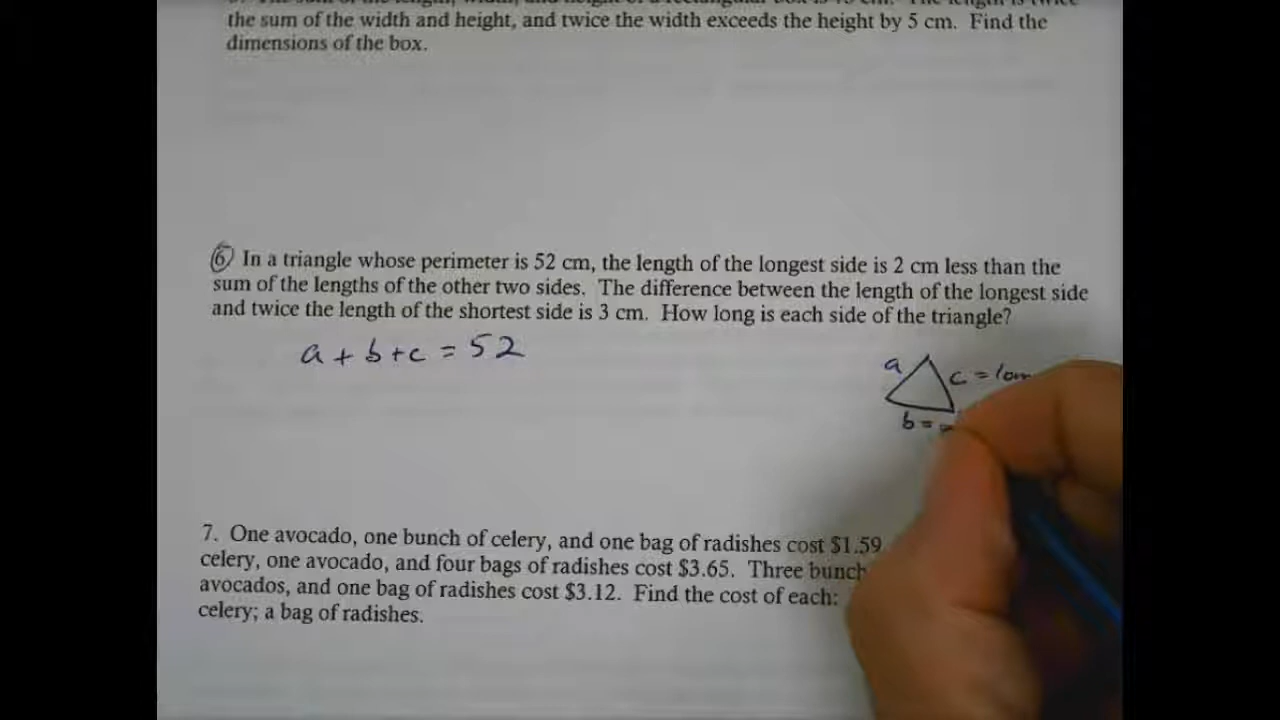 the sum of the width and height, and twice the width exceeds the height by 5 cm. Find the
dimensions of the box.
6 In a triangle whose perimeter is 52 cm, the length of the longest side is 2 cm less than the
sum of the lengths of the other two sides. The difference between the length of the longest side
and twice the length of the shortest side is 3 cm. How long is each side of the triangle?
a + b + c = 52
a c = lon
b =
7. One avocado, one bunch of celery, and one bag of radishes cost $1.59
celery, one avocado, and four bags of radishes cost $3.65. Three bunch
avocados, and one bag of radishes cost $3.12. Find the cost of each:
celery; a bag of radishes.